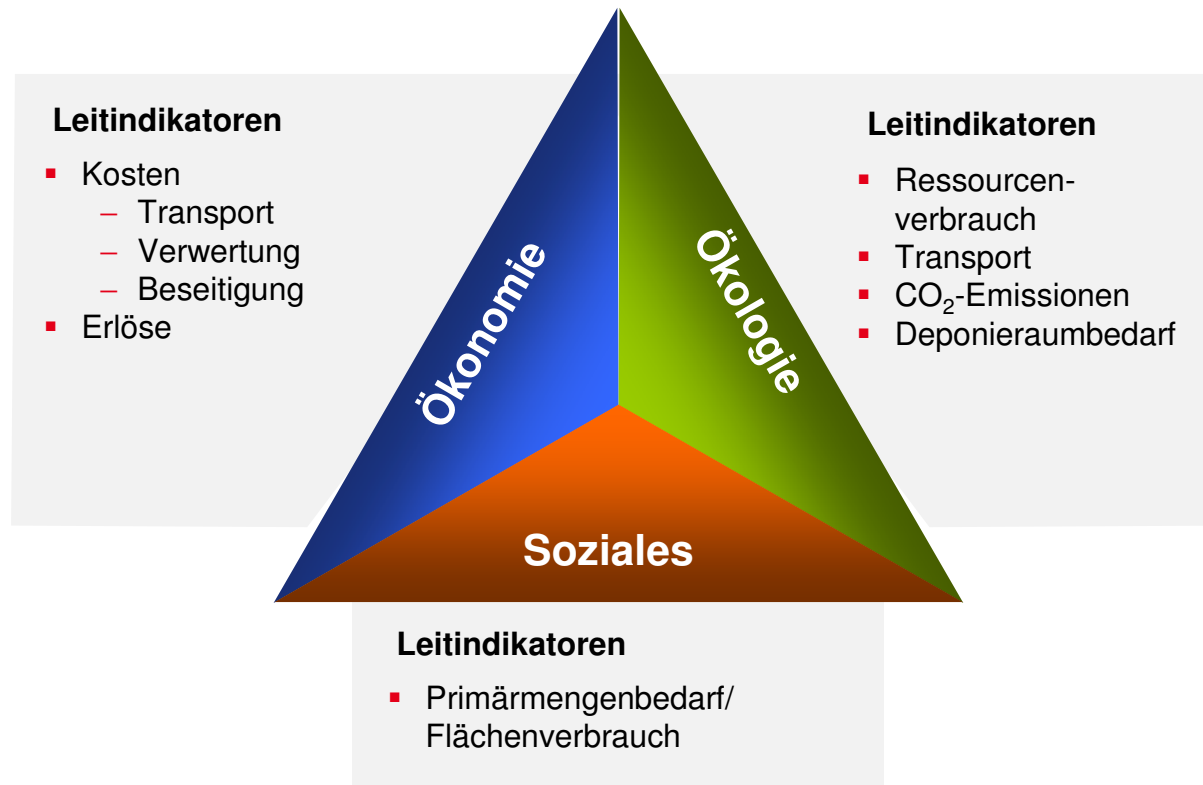 Leitindikatoren
▪ Kosten
– Transport
– Verwertung
– Beseitigung
▪ Erlöse
Ökonomie
Ökologie
Leitindikatoren
▪ Ressourcen-
verbrauch
▪ Transport
▪ CO₂-Emissionen
▪ Deponieraumbedarf
Soziales
Leitindikatoren
▪ Primärmengenbedarf/
Flächenverbrauch